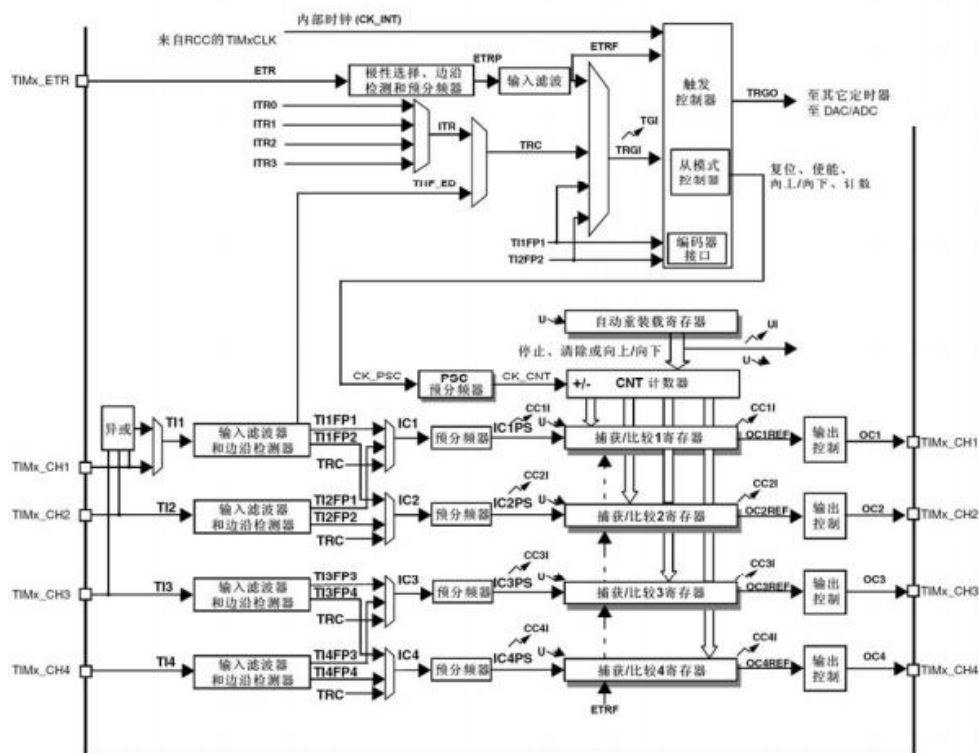 内部时钟 (CK_INT)
来自RCC的 TIMxCLK
ETRF
TIMx_ETR
ETR
极性选择、边沿
检测和预分频器
ETRP
输入滤波
触发
控制器
TRGO
至其它定时器
至 DAC/ADC
ITR0
ITR1
ITR2
ITR3
ITR
TRC
TGI
TRGI
从模式
控制器
复位、使能、
向上/向下、计数
TI1F_ED
TI1FP1
TI2FP2
编码器
接口
U
自动重装载寄存器
UI
停止、清除或向上/向下
U
CK_PSC
PSC
预分频器
CK_CNT
+/-
CNT 计数器
异或
TI1
输入滤波器
和边沿检测器
TI1FP1
TI1FP2
TRC
IC1
预分频器
IC1PS
CC1I
U
捕获/比较1寄存器
CC1I
OC1REF
输出
控制
OC1
TIMx_CH1
TIMx_CH1
TIMx_CH2
TI2
输入滤波器
和边沿检测器
TI2FP1
TI2FP2
TRC
IC2
预分频器
IC2PS
CC2I
U
捕获/比较2寄存器
CC2I
OC2REF
输出
控制
OC2
TIMx_CH2
TIMx_CH3
TI3
输入滤波器
和边沿检测器
TI3FP3
TI3FP4
TRC
IC3
预分频器
IC3PS
CC3I
U
捕获/比较3寄存器
CC3I
OC3REF
输出
控制
OC3
TIMx_CH3
TIMx_CH4
TI4
输入滤波器
和边沿检测器
TI4FP3
TI4FP4
TRC
IC4
预分频器
IC4PS
CC4I
U
捕获/比较4寄存器
CC4I
OC4REF
输出
控制
OC4
TIMx_CH4
ETRF